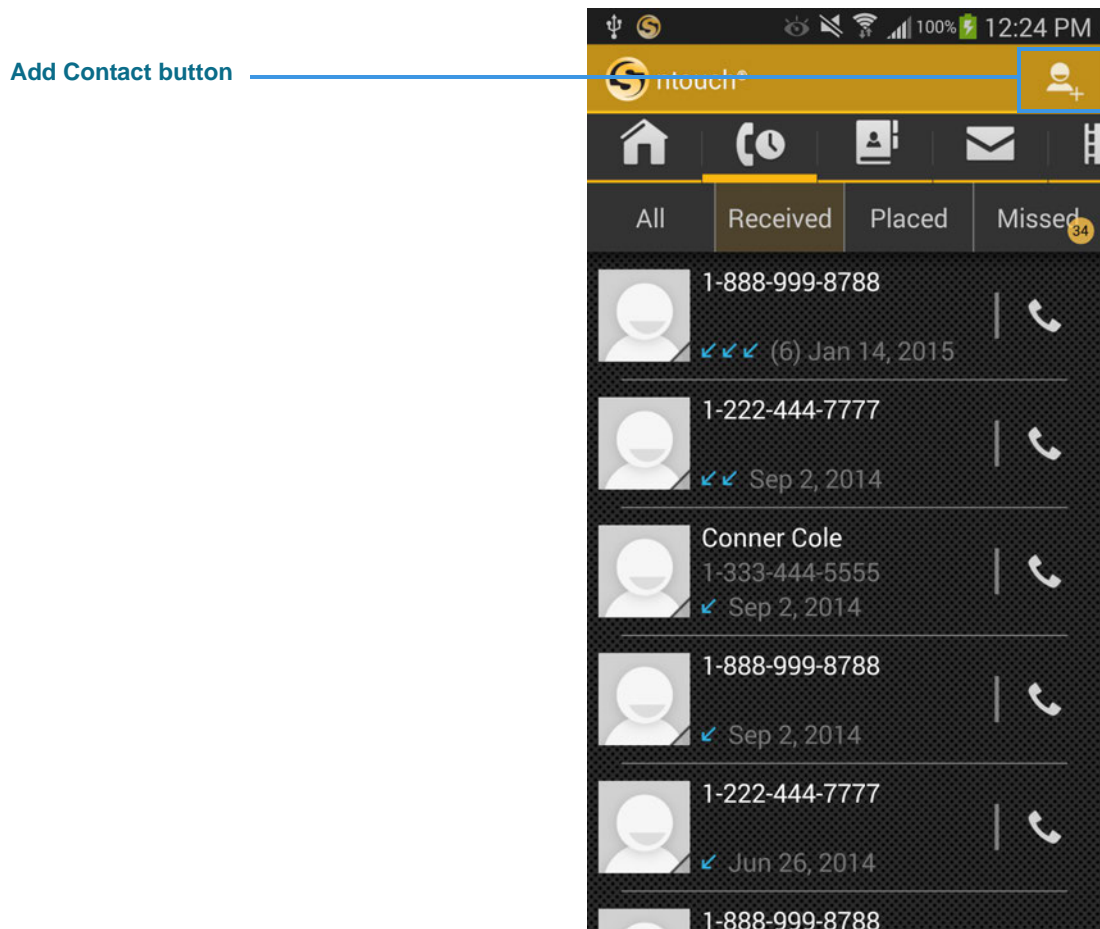 100% 12:24 PM
Add Contact button
S ntouch®
All Received Placed Missed 34
1-888-999-8788
(6) Jan 14, 2015
1-222-444-7777
Sep 2, 2014
Conner Cole
1-333-444-5555
Sep 2, 2014
1-888-999-8788
Sep 2, 2014
1-222-444-7777
Jun 26, 2014
1-888-999-8788